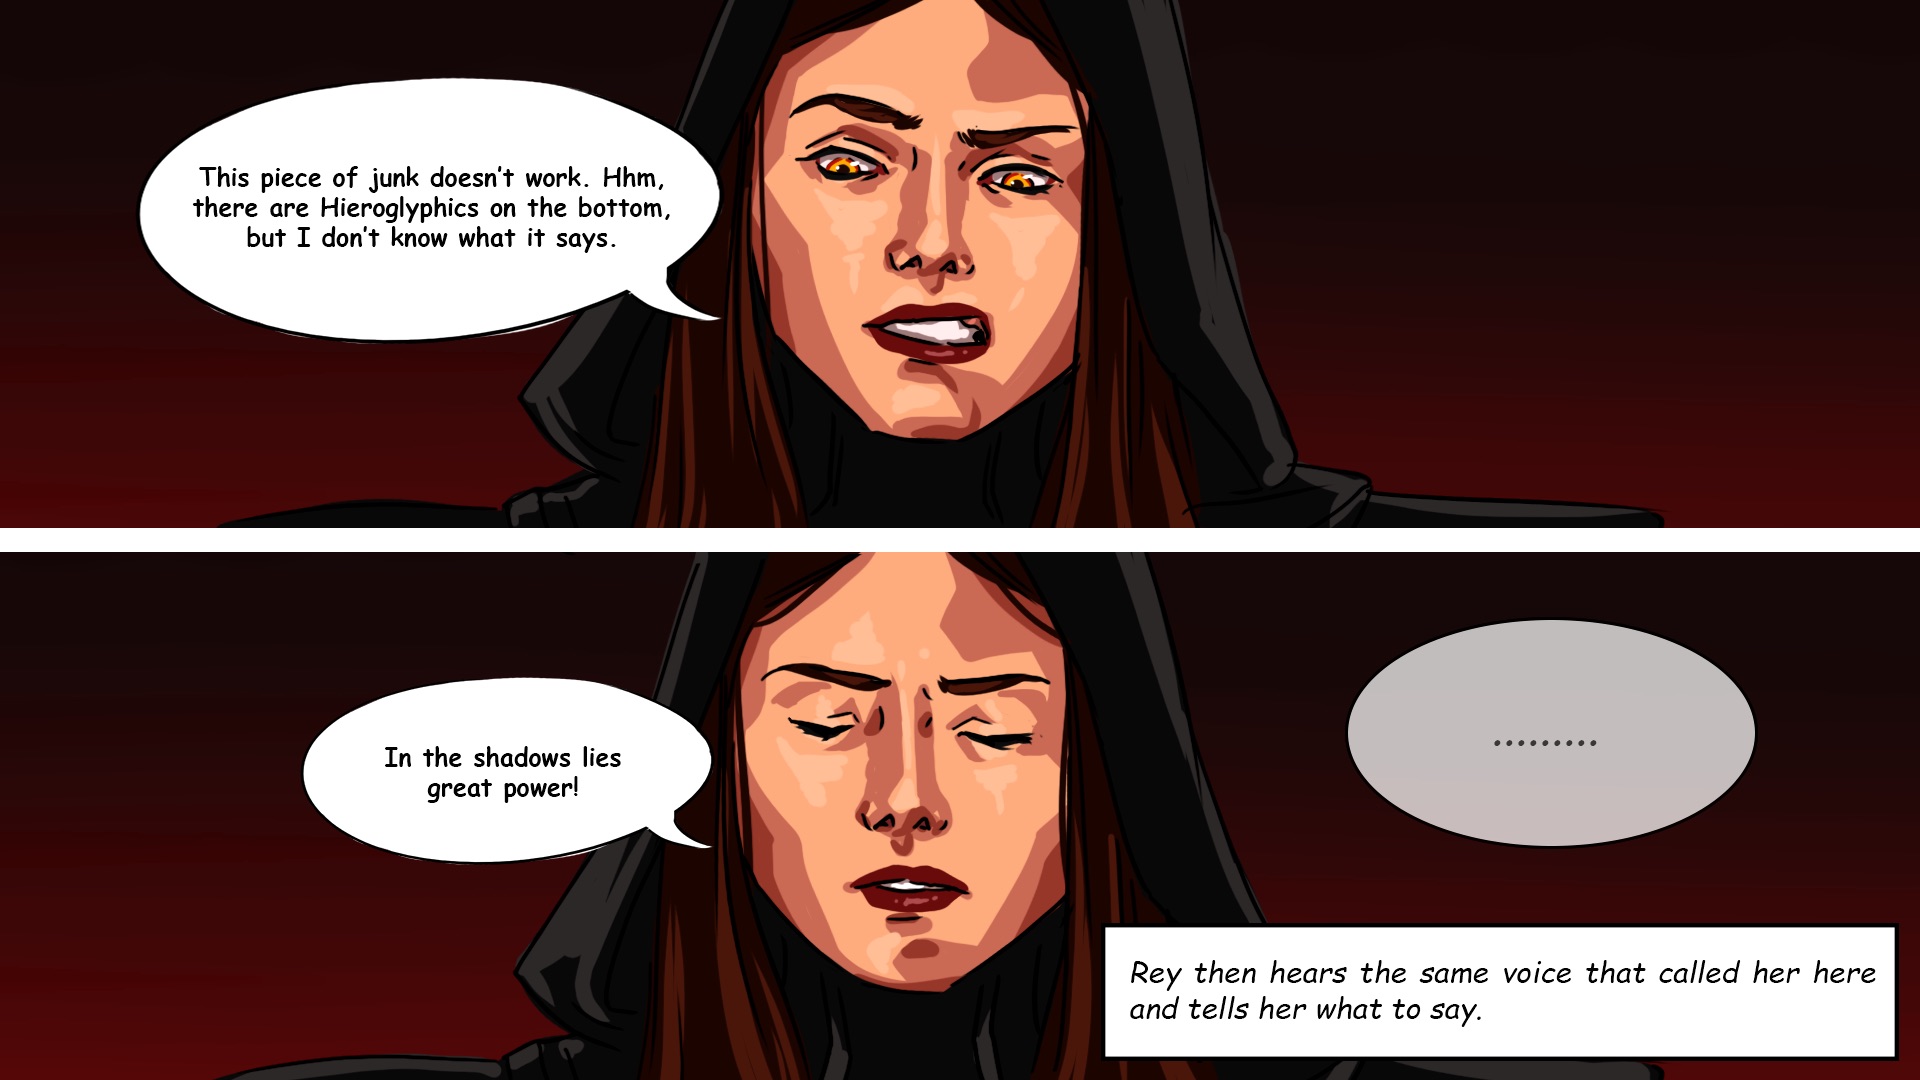 This piece of junk doesn't work. Hhm,
there are Hieroglyphics on the bottom,
but I don't know what it says.
In the shadows lies
great power!
.........
Rey then hears the same voice that called her here
and tells her what to say.